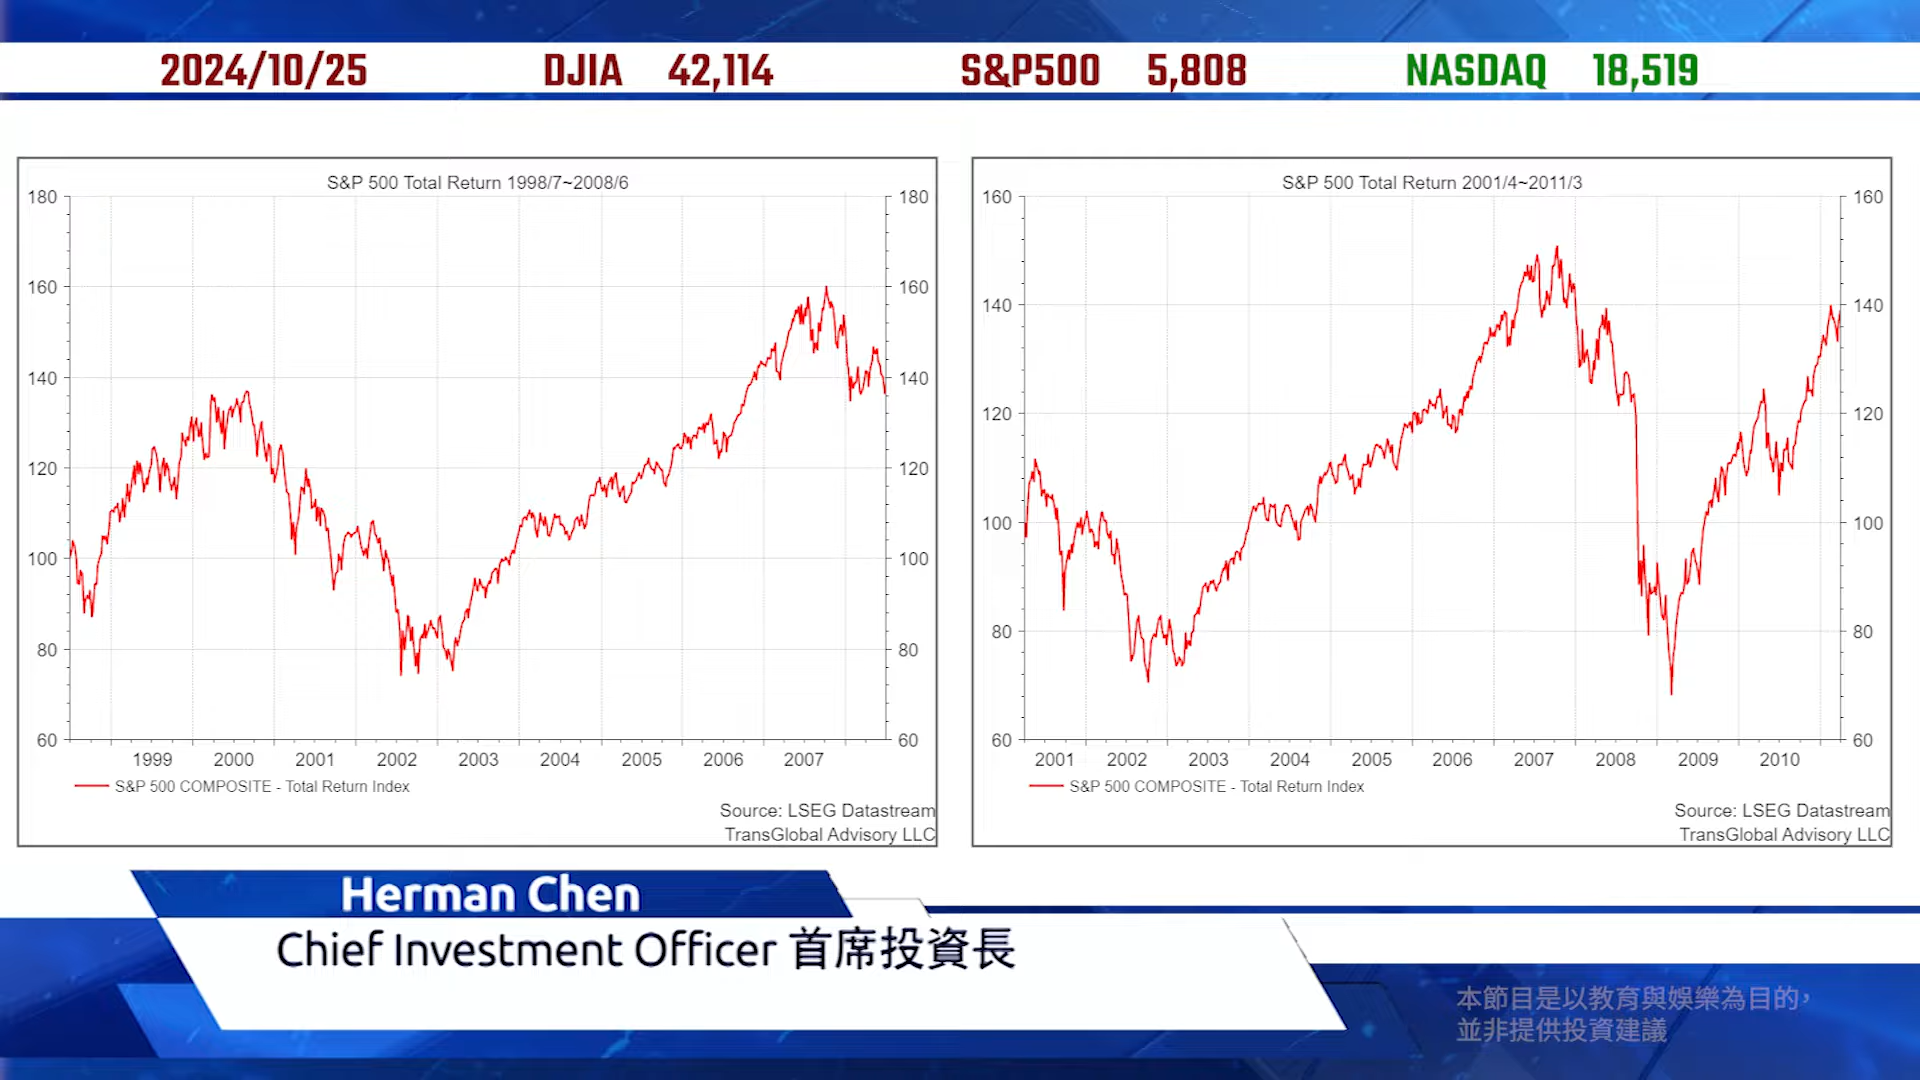 2024/10/25 DJIA 42,114 S&P500 5,808 NASDAQ 18,519
S&P 500 Total Return 1998/7~2008/6
180 180
160 160
140 140
120 120
100 100
80 80
60 60
1999 2000 2001 2002 2003 2004 2005 2006 2007
S&P 500 COMPOSITE - Total Return Index
Source: LSEG Datastream
TransGlobal Advisory LLC
S&P 500 Total Return 2001/4~2011/3
160 160
140 140
120 120
100 100
80 80
60 60
2001 2002 2003 2004 2005 2006 2007 2008 2009 2010
S&P 500 COMPOSITE - Total Return Index
Source: LSEG Datastream
TransGlobal Advisory LLC
Herman Chen
Chief Investment Officer 首席投資長
本節目是以教育與娛樂為目的，
並非提供投資建議